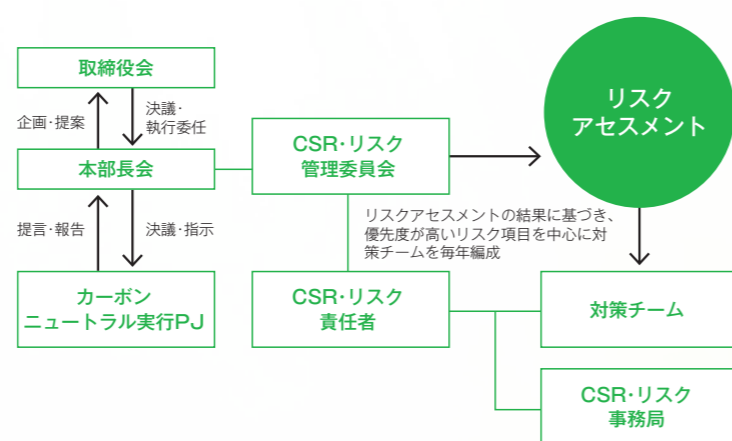 取締役会
企画・提案
決議・
執行委任
本部長会
提言・報告
決議・指示
カーボン
ニュートラル実行PJ
CSR・リスク
管理委員会
リスク
アセスメント
リスクアセスメントの結果に基づき、
優先度が高いリスク項目を中心に対
策チームを毎年編成
CSR・リスク
責任者
対策チーム
CSR・リスク
事務局